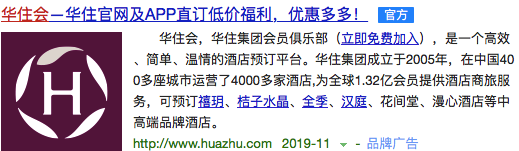 华住会－华住官网及APP直订低价福利，优惠多多！ 官方
H
华住会，华住集团会员俱乐部（立即免费加入），是一个高效
、简单、温情的酒店预订平台。华住集团成立于2005年，在中国40
0多座城市运营了4000多家酒店,为全球1.32亿会员提供酒店商旅服
务，可预订禧玥、桔子水晶、全季、汉庭、花间堂、漫心酒店等中
高端品牌酒店。
http://www.huazhu.com 2019-11 - 品牌广告